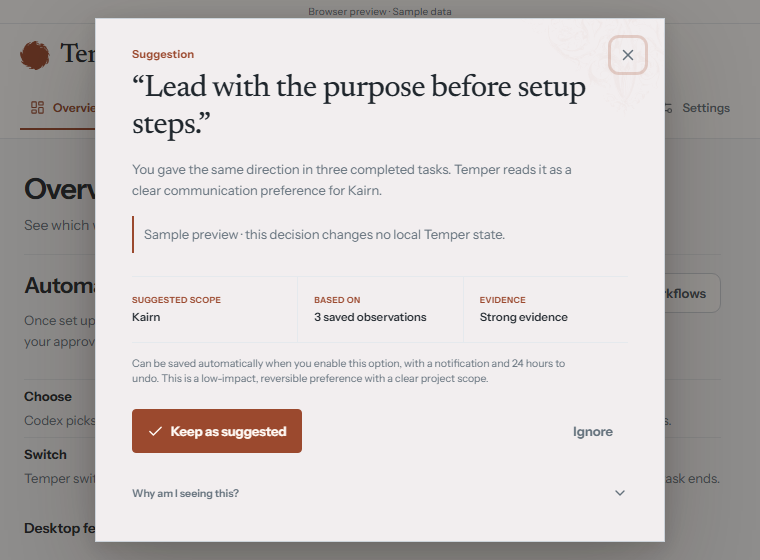 Browser preview · Sample data
Tem
Overvie
Settings
Overv
See which w
Automa
Once set up
your approv
rkflows
Choose
Codex picks
s.
Switch
Temper swit
ask ends.
Desktop fe
Suggestion
“Lead with the purpose before setup
steps.”
You gave the same direction in three completed tasks. Temper reads it as a
clear communication preference for Kairn.
Sample preview · this decision changes no local Temper state.
SUGGESTED SCOPE
Kairn
BASED ON
3 saved observations
EVIDENCE
Strong evidence
Can be saved automatically when you enable this option, with a notification and 24 hours to
undo. This is a low-impact, reversible preference with a clear project scope.
Keep as suggested
Ignore
Why am I seeing this?